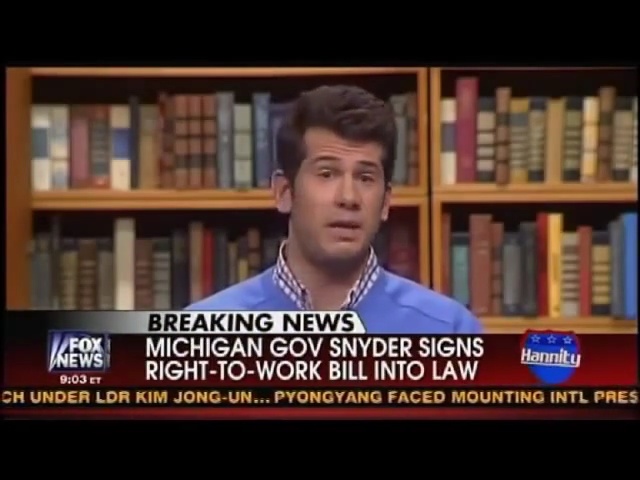 BREAKING NEWS
FOX
NEWS
9:03 ET
MICHIGAN GOV SNYDER SIGNS
RIGHT-TO-WORK BILL INTO LAW
Hannity
CH UNDER LDR KIM JONG-UN... PYONGYANG FACED MOUNTING INTL PRES